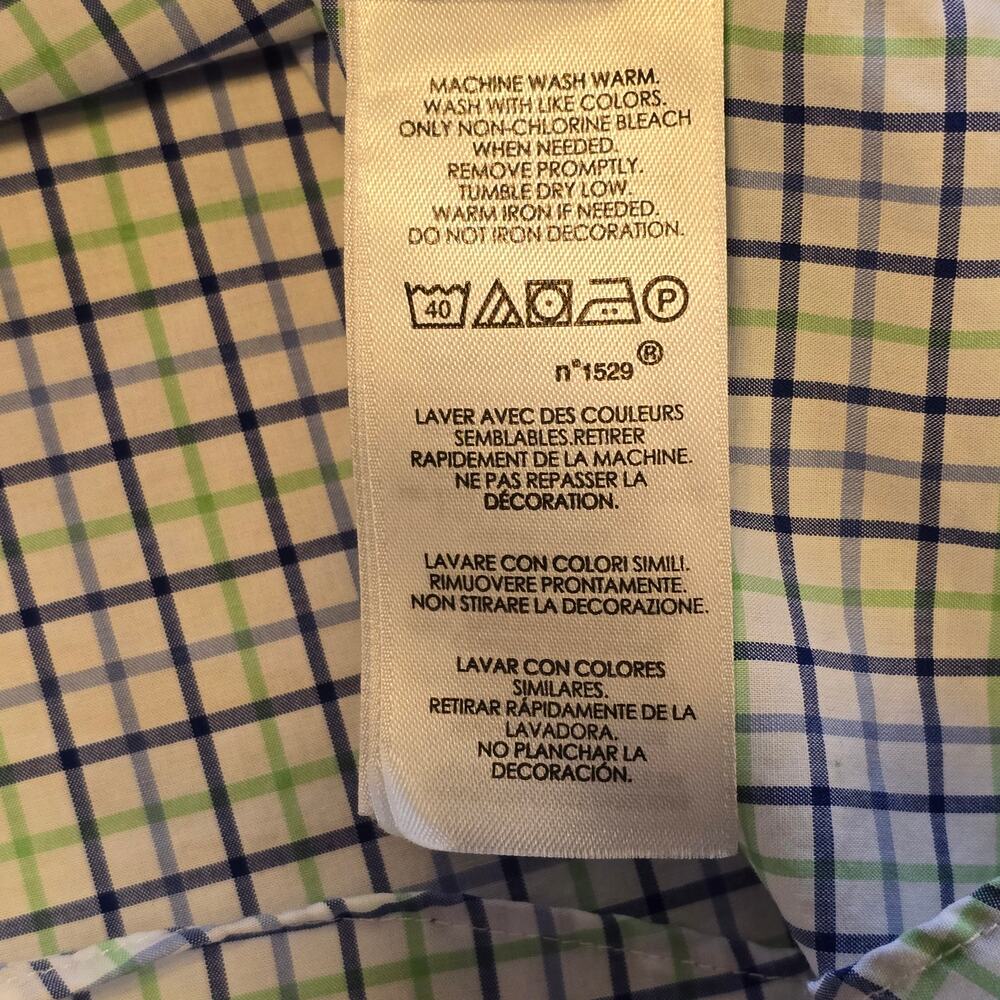 MACHINE WASH WARM.
WASH WITH LIKE COLORS.
ONLY NON-CHLORINE BLEACH
WHEN NEEDED.
REMOVE PROMPTLY.
TUMBLE DRY LOW.
WARM IRON IF NEEDED.
DO NOT IRON DECORATION.
40 P
n°1529®
LAVER AVEC DES COULEURS
SEMBLABLES.RETIRER
RAPIDEMENT DE LA MACHINE.
NE PAS REPASSER LA
DÉCORATION.
LAVARE CON COLORI SIMILI.
RIMUOVERE PRONTAMENTE.
NON STIRARE LA DECORAZIONE.
LAVAR CON COLORES
SIMILARES.
RETIRAR RÁPIDAMENTE DE LA
LAVADORA.
NO PLANCHAR LA
DECORACIÓN.